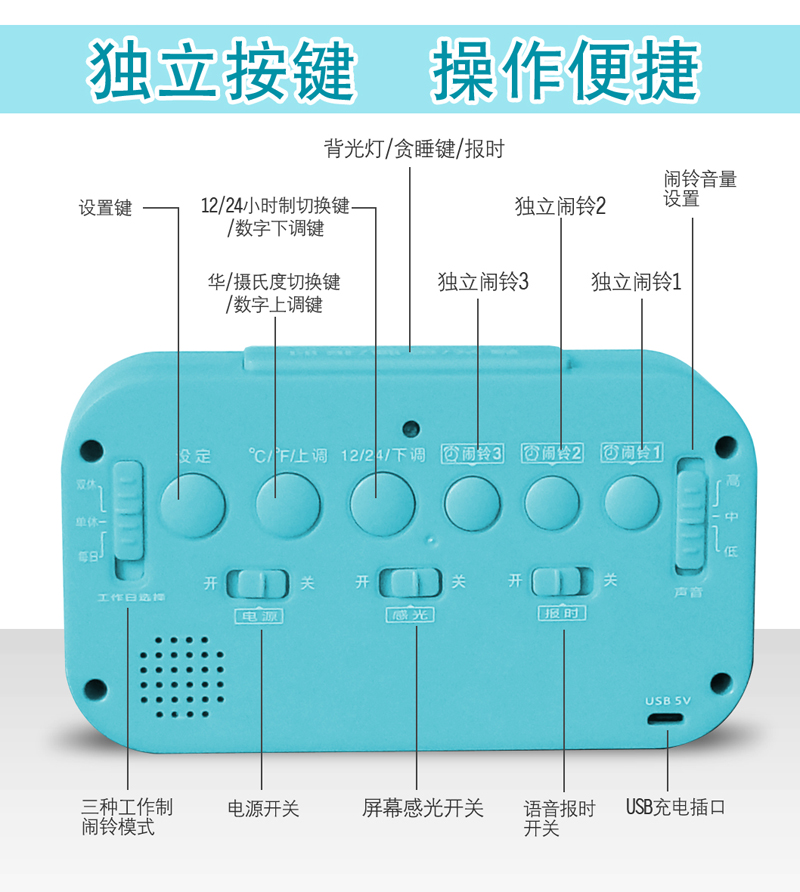 独立按键 操作便捷
背光灯/贪睡键/报时
闹铃音量
设置
设置键
12/24小时制切换键
/数字下调键
独立闹铃2
华/摄氏度切换键
/数字上调键
独立闹铃3
独立闹铃1
设定
℃/℉/上调
12/24/下调
闹铃3
闹铃2
闹铃1
双休
单休
每日
工作日选择
高
中
低
声音
开
关
电源
开
关
感光
开
关
报时
USB 5V
三种工作制
闹铃模式
电源开关
屏幕感光开关
语音报时
开关
USB充电插口